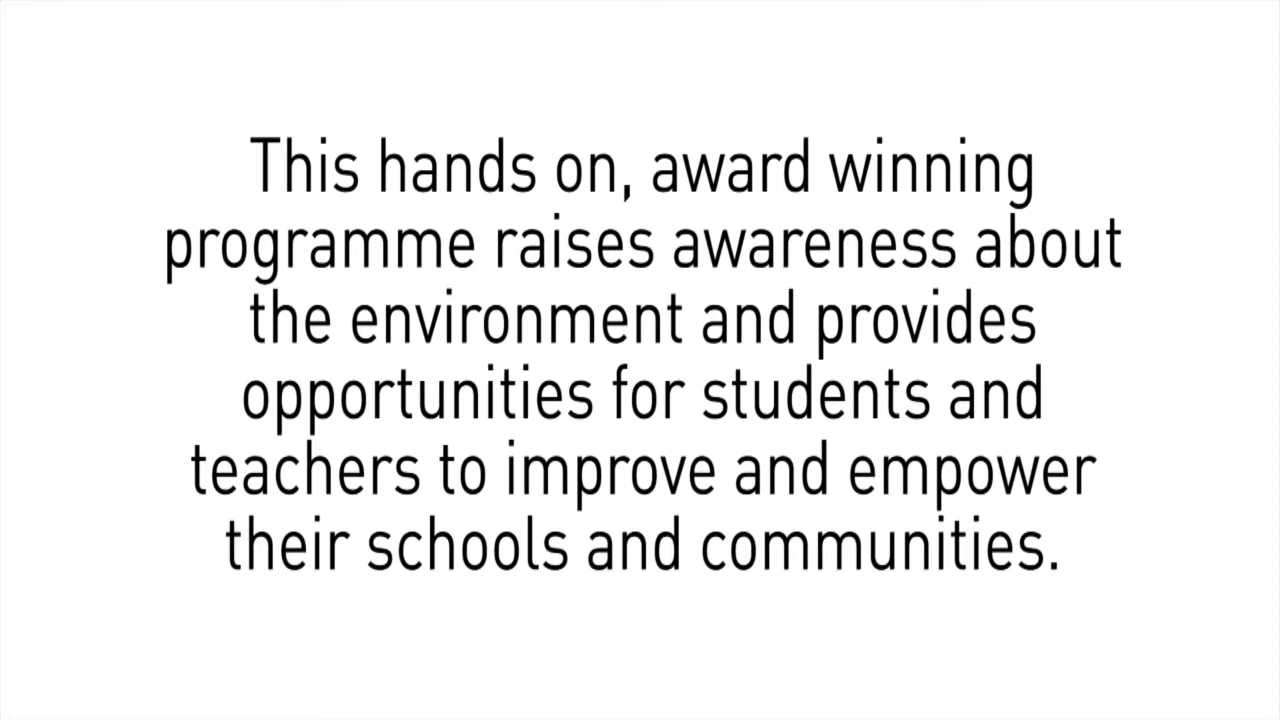 This hands on, award winning
programme raises awareness about
the environment and provides
opportunities for students and
teachers to improve and empower
their schools and communities.